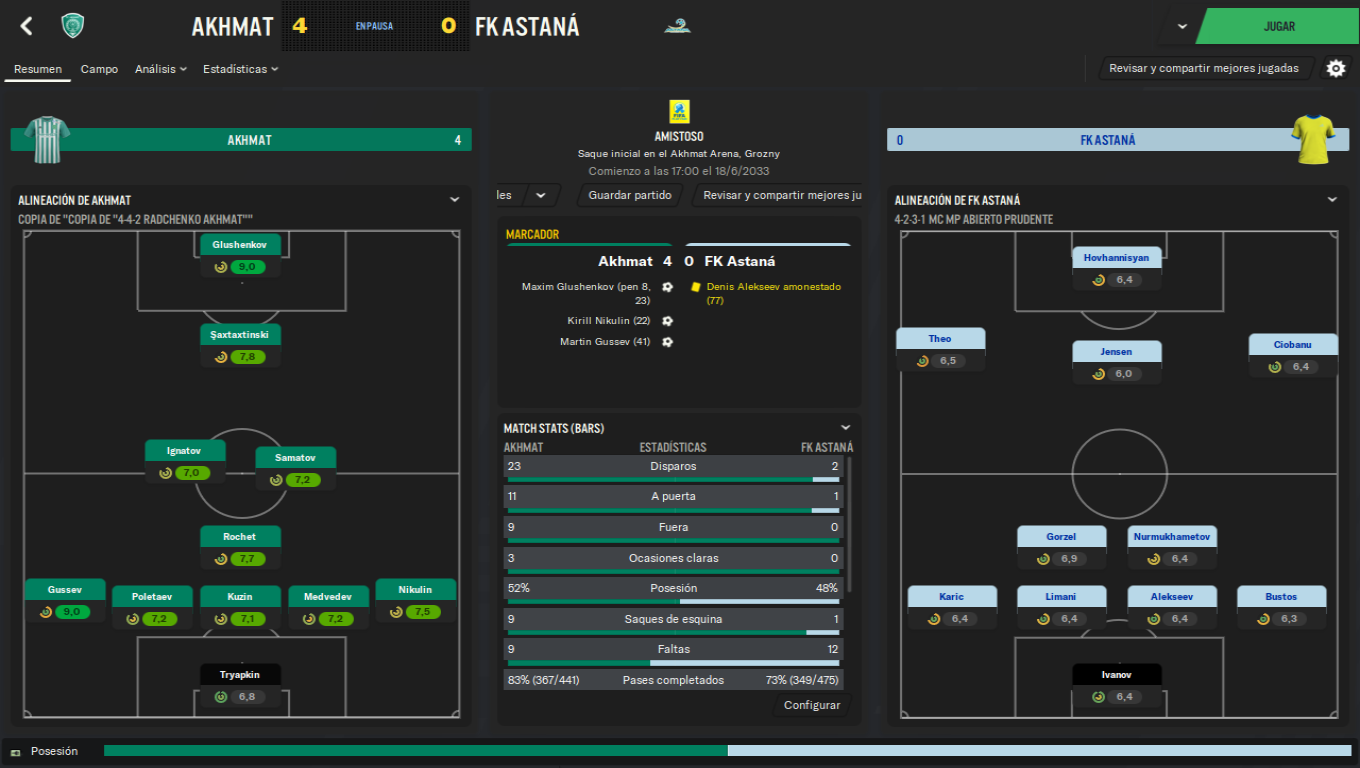 AKHMAT 4 EN PAUSA 0 FK ASTANÁ
JUGAR
Resumen Campo Análisis Estadísticas
Revisar y compartir mejores jugadas
AKHMAT 4
ALINEACIÓN DE AKHMAT
COPIA DE "COPIA DE "4-4-2 RADCHENKO AKHMAT""
Glushenkov
9,0
Şaxtaxtinski
7,8
Ignatov
7,0
Samatov
7,2
Rochet
7,7
Gussev
9,0
Poletaev
7,2
Kuzin
7,1
Medvedev
7,2
Nikulin
7,5
Tryapkin
6,8
FIFA
AMISTOSO
Saque inicial en el Akhmat Arena, Grozny
Comienzo a las 17:00 el 18/6/2033
les
Guardar partido
Revisar y compartir mejores ju
MARCADOR
Akhmat 4 0 FK Astaná
Maxim Glushenkov (pen 8,
23)
Kirill Nikulin (22)
Martin Gussev (41)
Denis Alekseev amonestado
(77)
MATCH STATS (BARS)
AKHMAT ESTADÍSTICAS FK ASTANÁ
23 Disparos 2
11 A puerta 1
9 Fuera 0
3 Ocasiones claras 0
52% Posesión 48%
9 Saques de esquina 1
9 Faltas 12
83% (367/441) Pases completados 73% (349/475)
Configurar
0 FK ASTANÁ
ALINEACIÓN DE FK ASTANÁ
4-2-3-1 MC MP ABIERTO PRUDENTE
Hovhannisyan
6,4
Theo
6,5
Jensen
6,0
Ciobanu
6,4
Gorzel
6,9
Nurmukhametov
6,4
Karic
6,4
Limani
6,4
Alekseev
6,4
Bustos
6,3
Ivanov
6,4
Posesión